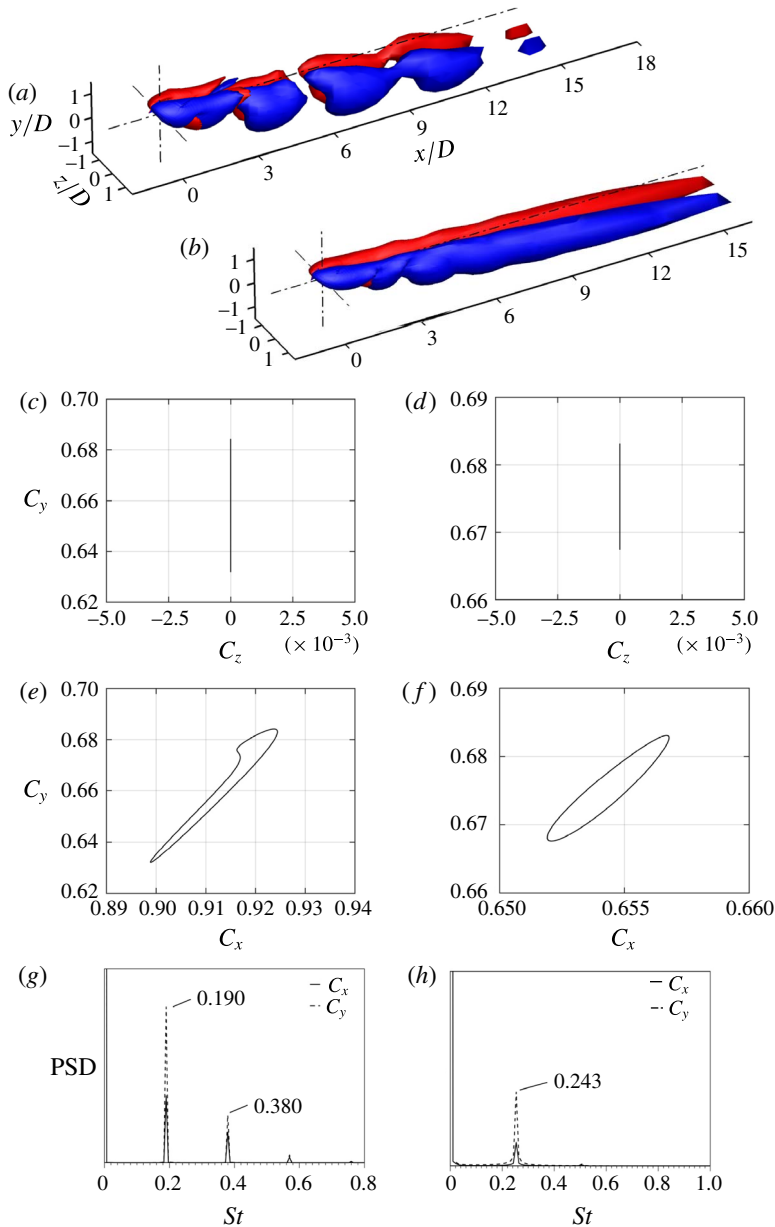 (a)
1
0
−1
y/D
−1
0
1
z/D
0
3
6
9
12
15
18
x/D
(b)
1
0
−1
−1
0
1
0
3
6
9
12
15
(c)
0.70
0.68
0.66
0.64
0.62
C_y
−5.0 −2.5 0 2.5 5.0
C_z
(× 10⁻³)
(d)
0.69
0.68
0.67
0.66
−5.0 −2.5 0 2.5 5.0
C_z
(× 10⁻³)
(e)
0.70
0.68
0.66
0.64
0.62
C_y
0.89 0.90 0.91 0.92 0.93 0.94
C_x
(f)
0.69
0.68
0.67
0.66
0.650 0.655 0.660
C_x
(g)
0.190
0.380
C_x
C_y
PSD
0 0.2 0.4 0.6 0.8
St
(h)
0.243
C_x
C_y
0 0.2 0.4 0.6 0.8 1.0
St